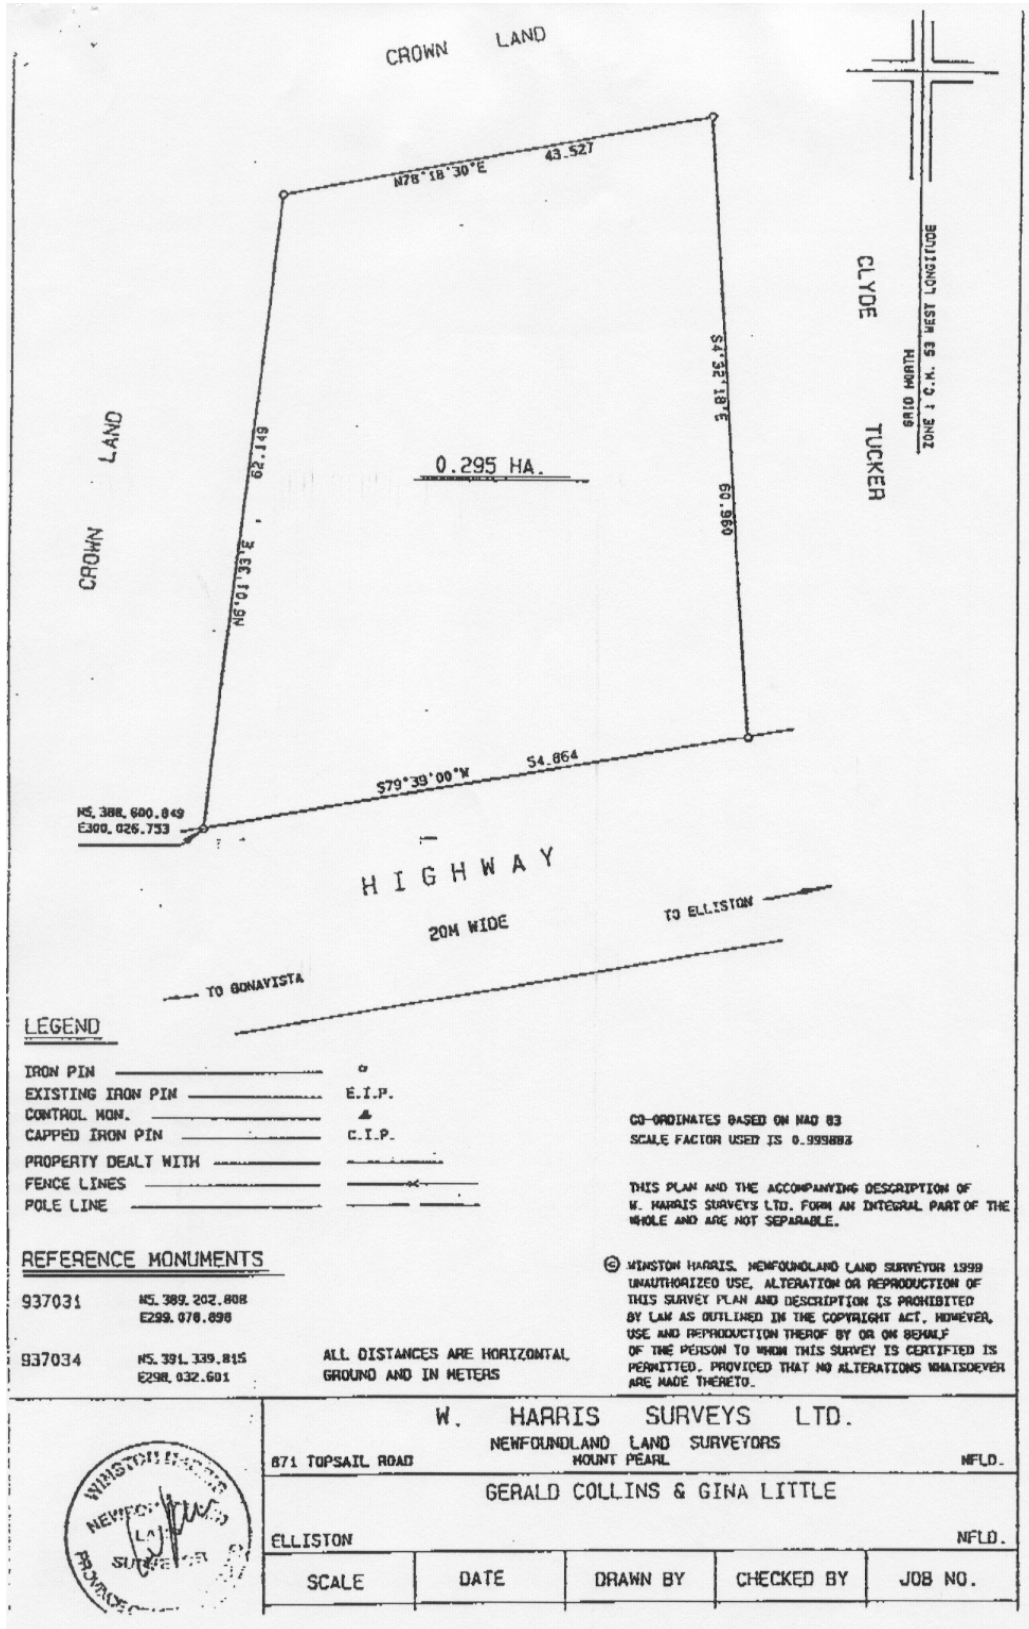 CROWN LAND
N78°18'30"E 43.527
CLYDE TUCKER
GRID NORTH
ZONE 1 C.M. 53 WEST LONGITUDE
CROWN LAND
N6°01'33"E, 62.149
0.295 HA.
S4°32'18"E 60.960
S79°39'00"W 54.864
N5,388,600.849
E300,026.753
HIGHWAY
20M WIDE
TO ELLISTON
TO BONAVISTA
LEGEND
IRON PIN
EXISTING IRON PIN E.I.P.
CONTROL MON.
CAPPED IRON PIN C.I.P.
PROPERTY DEALT WITH
FENCE LINES
POLE LINE
CO-ORDINATES BASED ON NAD 83
SCALE FACTOR USED IS 0.999883
THIS PLAN AND THE ACCOMPANYING DESCRIPTION OF
W. HARRIS SURVEYS LTD. FORM AN INTEGRAL PART OF THE
WHOLE AND ARE NOT SEPARABLE.
REFERENCE MONUMENTS
937031 N5,389,202.808
E299,078.898
937034 N5,391,339.815
E298,032.601
ALL DISTANCES ARE HORIZONTAL
GROUND AND IN METERS
© WINSTON HARRIS, NEWFOUNDLAND LAND SURVEYOR 1999
UNAUTHORIZED USE, ALTERATION OR REPRODUCTION OF
THIS SURVEY PLAN AND DESCRIPTION IS PROHIBITED
BY LAW AS OUTLINED IN THE COPYRIGHT ACT, HOWEVER,
USE AND REPRODUCTION THEROF BY OR ON BEHALF
OF THE PERSON TO WHOM THIS SURVEY IS CERTIFIED IS
PERMITTED, PROVIDED THAT NO ALTERATIONS WHATSOEVER
ARE MADE THERETO.
W. HARRIS SURVEYS LTD.
NEWFOUNDLAND LAND SURVEYORS
871 TOPSAIL ROAD MOUNT PEARL NFLD.
GERALD COLLINS & GINA LITTLE
ELLISTON NFLD.
SCALE DATE DRAWN BY CHECKED BY JOB NO.
WINSTON HARRIS
SURVEYOR
PROVINCE